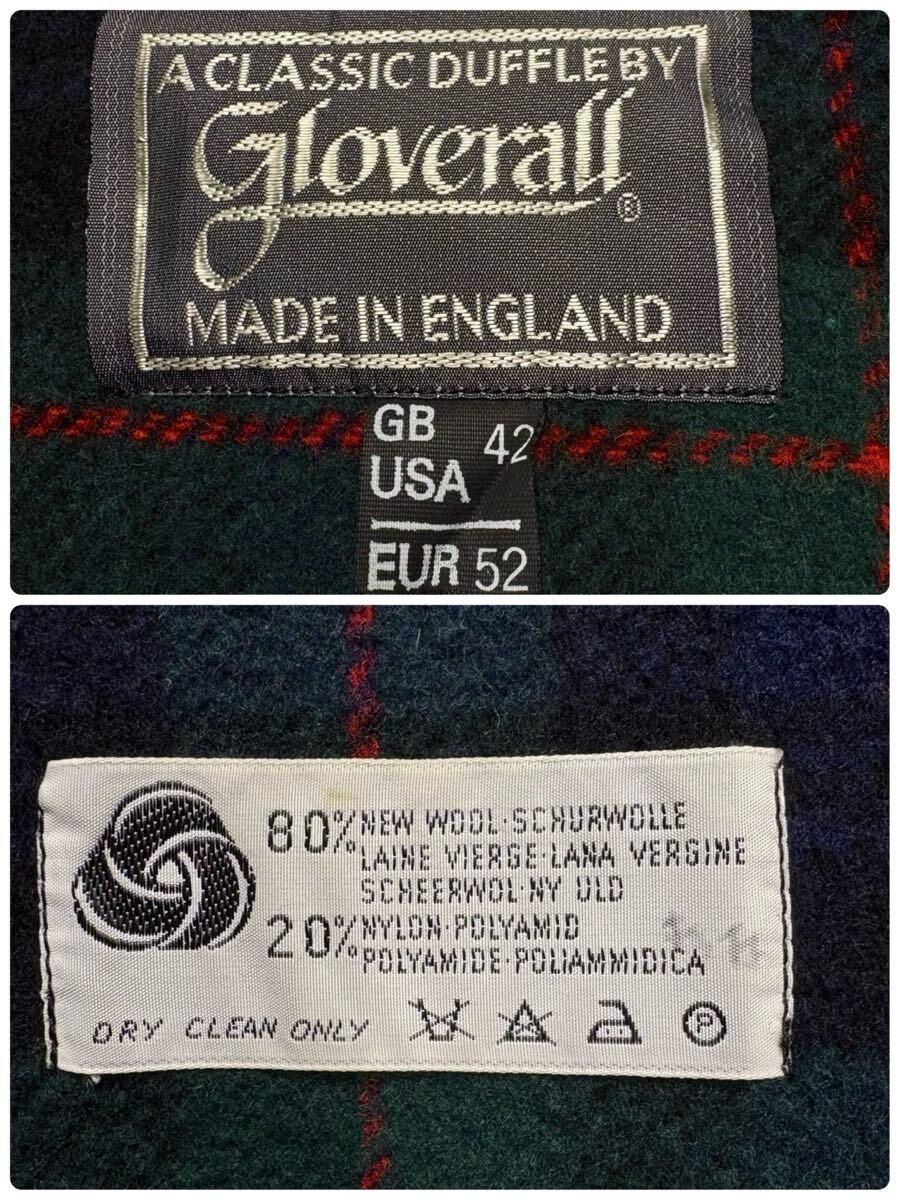 A CLASSIC DUFFLE BY
Gloverall®
MADE IN ENGLAND
GB 42
USA
EUR 52
80% NEW WOOL·SCHURWOLLE
LAINE VIERGE·LANA VERGINE
SCHEERWOL·NY ULD
20% NYLON·POLYAMID
POLYAMIDE·POLIAMMIDICA
DRY CLEAN ONLY
P